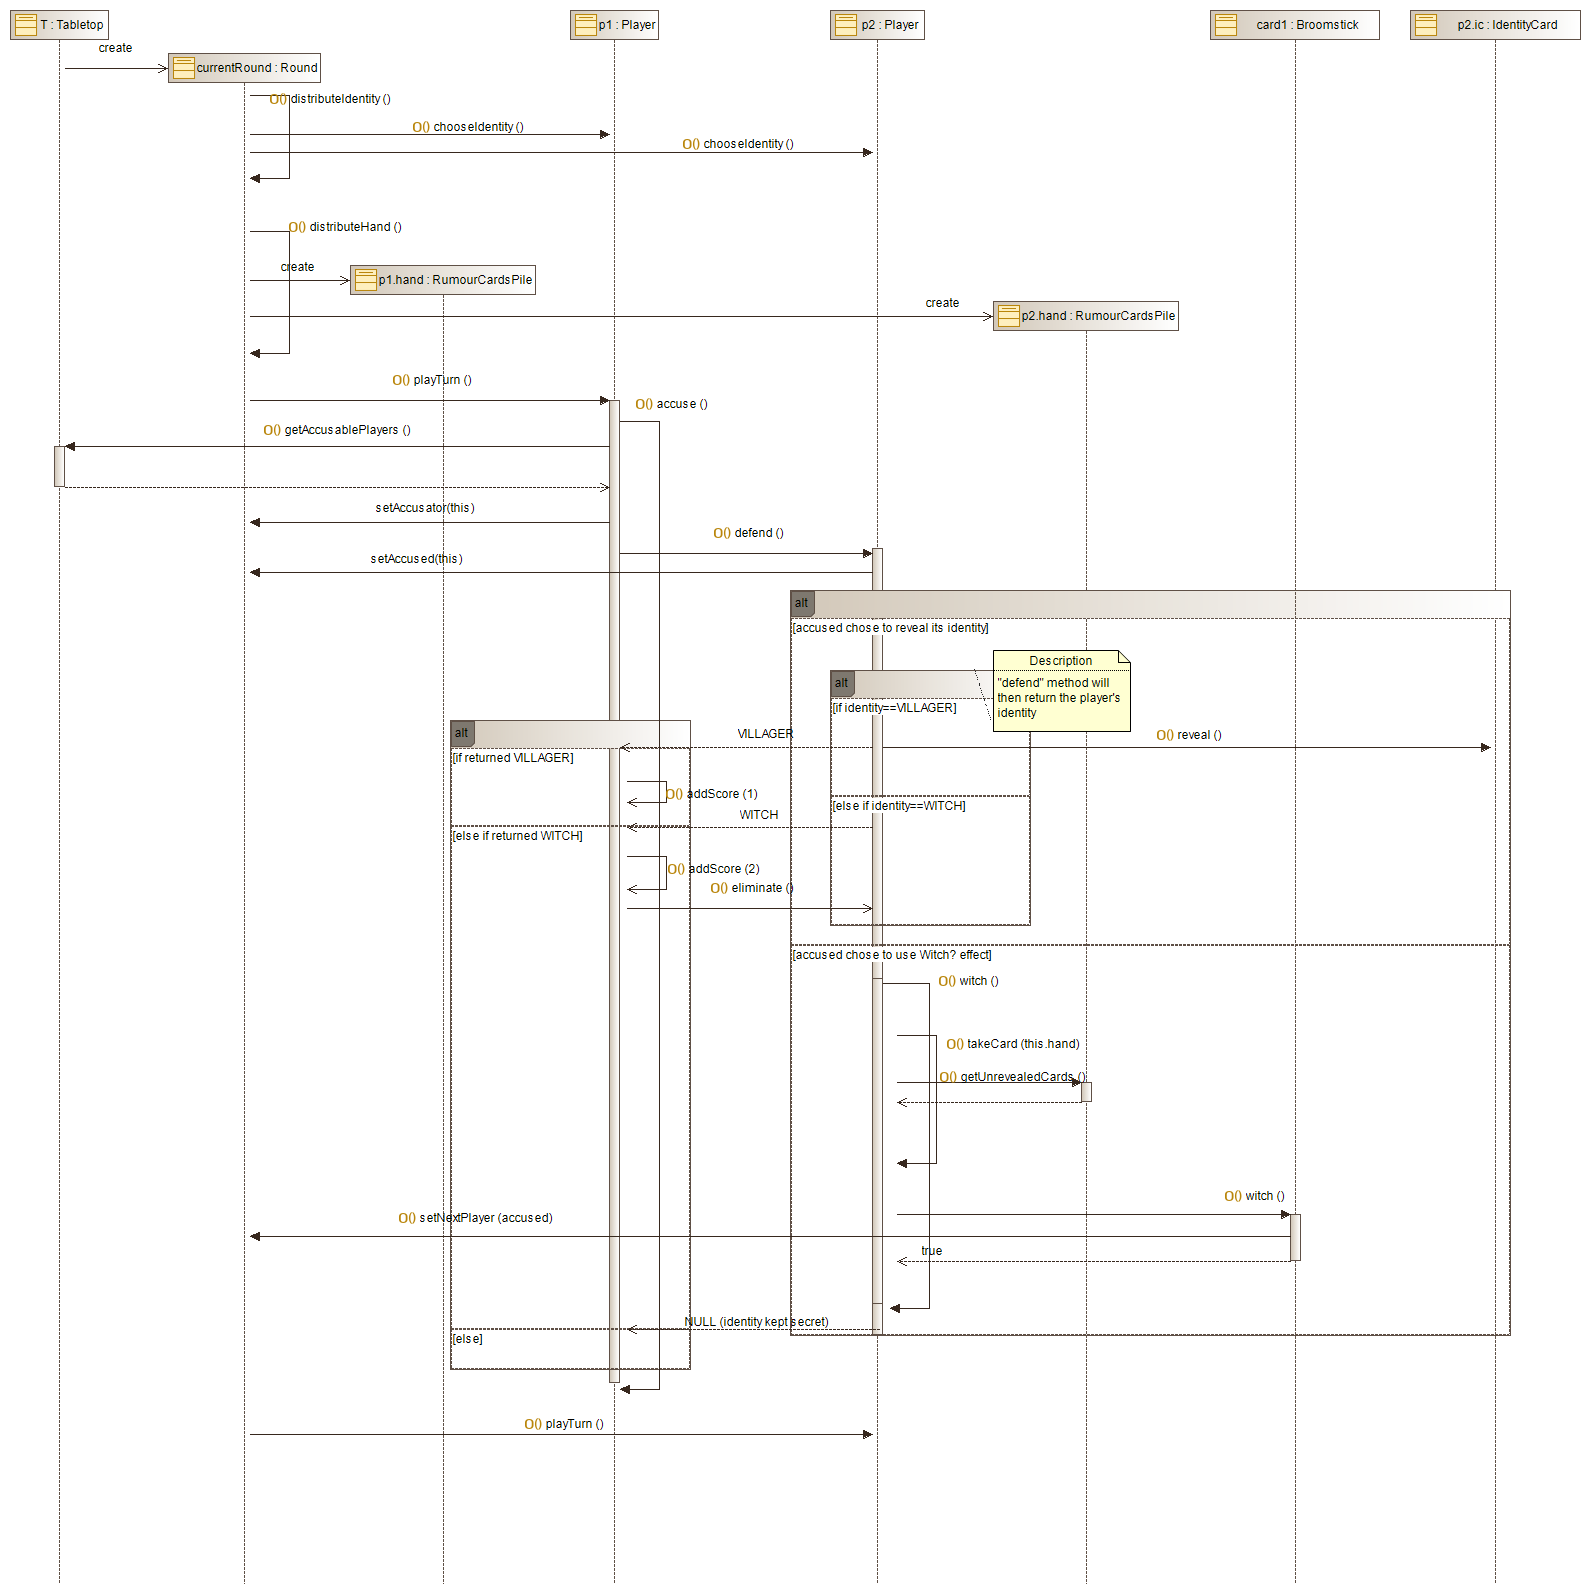 T : Tabletop
p1 : Player
p2 : Player
card1 : Broomstick
p2.ic : IdentityCard
create
currentRound : Round
O() distributeIdentity ()
O() chooseIdentity ()
O() chooseIdentity ()
O() distributeHand ()
create
p1.hand : RumourCardsPile
create
p2.hand : RumourCardsPile
O() playTurn ()
O() accuse ()
O() getAccusablePlayers ()
setAccusator(this)
O() defend ()
setAccused(this)
alt
[accused chose to reveal its identity]
Description
"defend" method will
then return the player's
identity
alt
[if identity==VILLAGER]
alt
VILLAGER
O() reveal ()
[if returned VILLAGER]
O() addScore (1)
[else if identity==WITCH]
WITCH
[else if returned WITCH]
O() addScore (2)
O() eliminate ()
[accused chose to use Witch? effect]
O() witch ()
O() takeCard (this.hand)
O() getUnrevealedCards ()
O() witch ()
O() setNextPlayer (accused)
true
NULL (identity kept secret)
[else]
O() playTurn ()